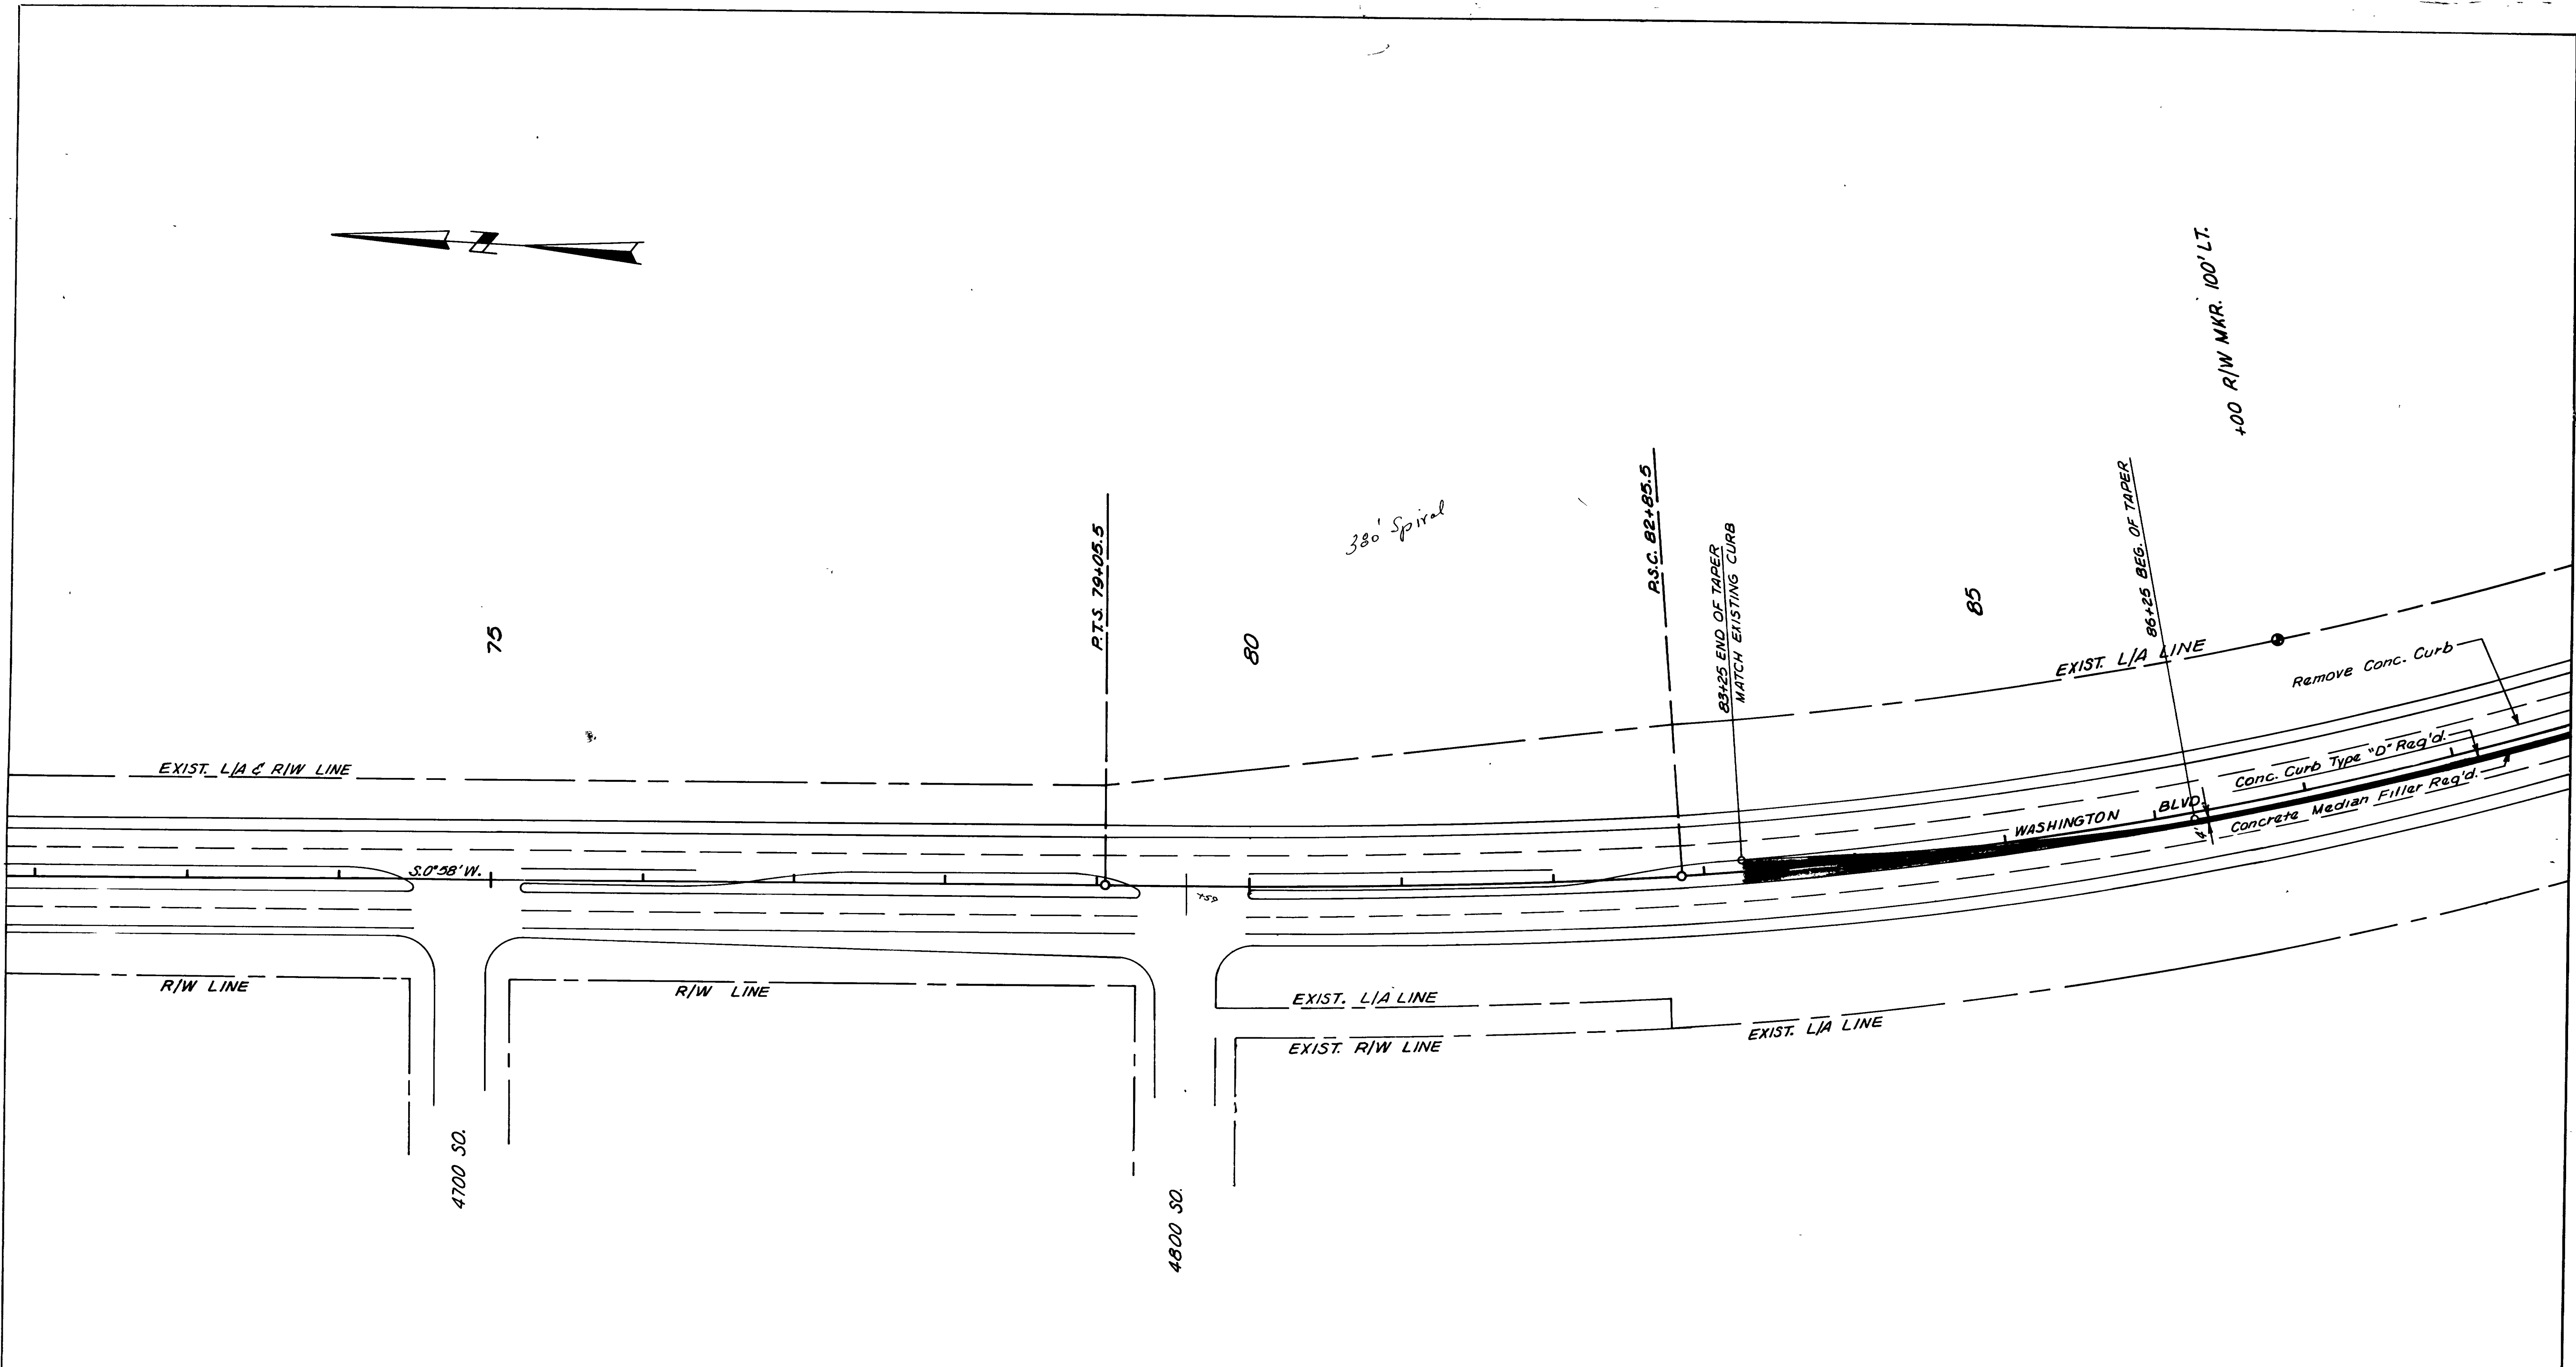 N
+00 R/W MKR. 100' LT.
75
P.T.S. 79+05.5
80
380' Spiral
P.S.C. 82+85.5
83+25 END OF TAPER
MATCH EXISTING CURB
85
86+25 BEG. OF TAPER
EXIST. L/A LINE
Remove Conc. Curb
EXIST. L/A & R/W LINE
Conc. Curb Type "D" Req'd.
WASHINGTON BLVD.
4'
Concrete Median Filler Req'd.
S.0°58' W.
+50
R/W LINE
R/W LINE
EXIST. L/A LINE
EXIST. R/W LINE
EXIST. L/A LINE
4700 SO.
4800 SO.